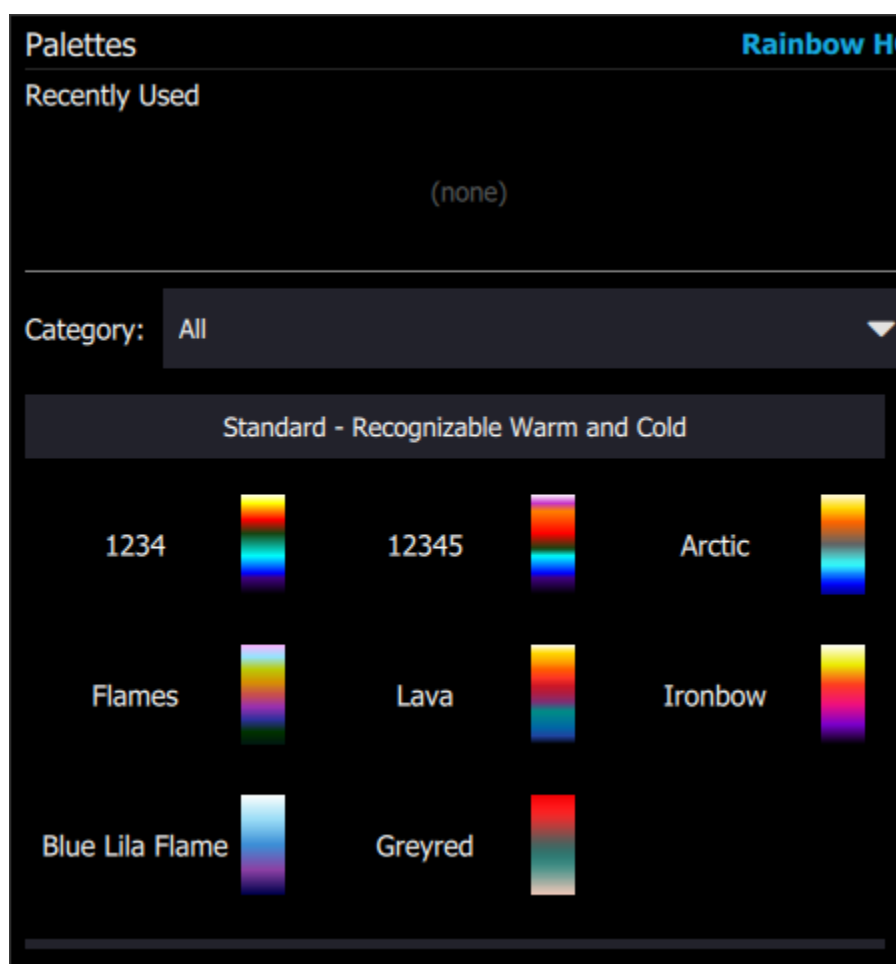 Palettes
Rainbow
Recently Used
(none)
Category: All
Standard - Recognizable Warm and Cold
1234 12345 Arctic
Flames Lava Ironbow
Blue Lila Flame Greyred